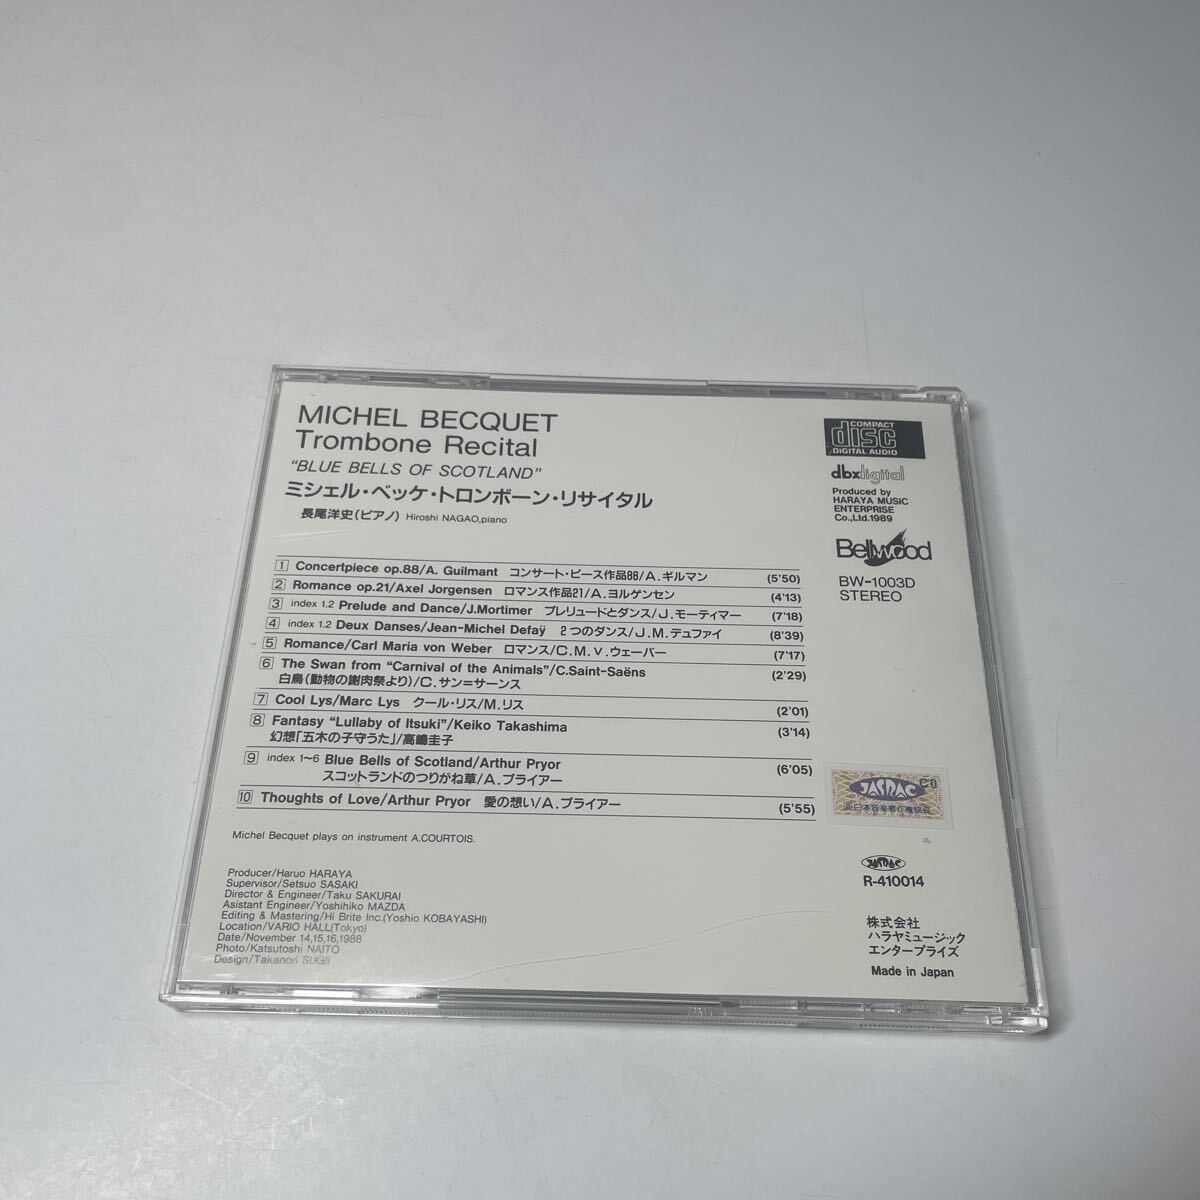 MICHEL BECQUET
Trombone Recital
"BLUE BELLS OF SCOTLAND"
ミシェル・ベッケ・トロンボーン・リサイタル
長尾洋史(ピアノ) Hiroshi NAGAO,piano
1 Concertpiece op.88/A. Guilmant コンサート・ピース作品88/A.ギルマン (5'50)
2 Romance op.21/Axel Jorgensen ロマンス作品21/A.ヨルゲンセン (4'13)
3 index 1.2 Prelude and Dance/J.Mortimer プレリュードとダンス/J.モーティマー (7'18)
4 index 1.2 Deux Danses/Jean-Michel Defaÿ 2つのダンス/J.M.デュファイ (8'39)
5 Romance/Carl Maria von Weber ロマンス/C.M.v.ウェーバー (7'17)
6 The Swan from "Carnival of the Animals"/C.Saint-Saëns (2'29)
白鳥(動物の謝肉祭より)/C.サン=サーンス
7 Cool Lys/Marc Lys クール・リス/M.リス (2'01)
8 Fantasy "Lullaby of Itsuki"/Keiko Takashima (3'14)
幻想「五木の子守うた」/高嶋圭子
9 index 1~6 Blue Bells of Scotland/Arthur Pryor (6'05)
スコットランドのつりがね草/A.プライアー
10 Thoughts of Love/Arthur Pryor 愛の想い/A.プライアー (5'55)
Michel Becquet plays on instrument A.COURTOIS.
Producer/Haruo HARAYA
Supervisor/Setsuo SASAKI
Director & Engineer/Taku SAKURAI
Asistant Engineer/Yoshihiko MAZDA
Editing & Mastering/Hi Brite Inc.(Yoshio KOBAYASHI)
Location/VARIO HALL(Tokyo)
Date/November 14,15,16,1988
Photo/Katsutoshi NAITO
Design/Takanori SUGII
COMPACT
disc
DIGITAL AUDIO
dbx digital
Produced by
HARAYA MUSIC
ENTERPRISE
Co.,Ltd.1989
Bellwood
BW-1003D
STEREO
JASRAC CD
(社)日本音楽著作権協会
JASRAC
R-410014
株式会社
ハラヤミュージック
エンタープライズ
Made in Japan